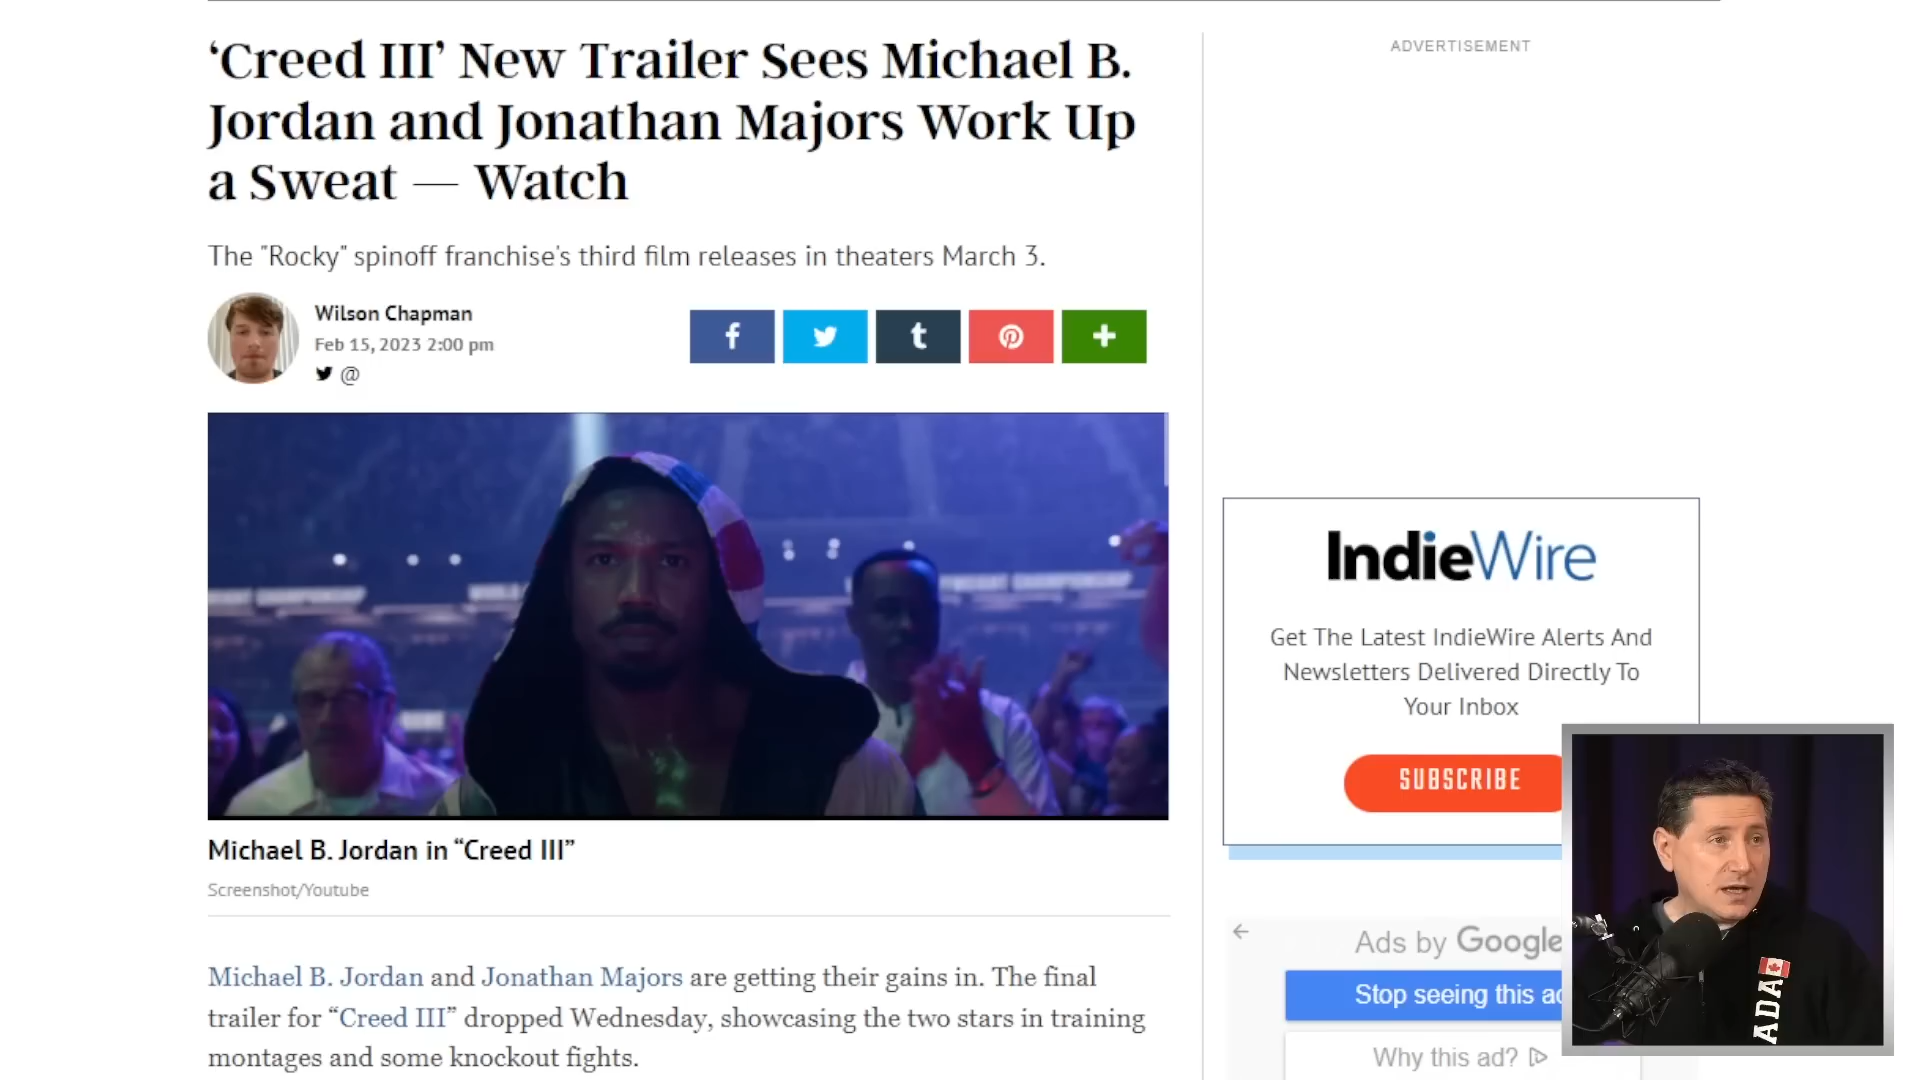 ADVERTISEMENT
‘Creed III’ New Trailer Sees Michael B.
Jordan and Jonathan Majors Work Up
a Sweat — Watch
The "Rocky" spinoff franchise's third film releases in theaters March 3.
Wilson Chapman
Feb 15, 2023 2:00 pm
@
f
t
+
Michael B. Jordan in “Creed III”
Screenshot/Youtube
Michael B. Jordan and Jonathan Majors are getting their gains in. The final
trailer for “Creed III” dropped Wednesday, showcasing the two stars in training
montages and some knockout fights.
IndieWire
Get The Latest IndieWire Alerts And
Newsletters Delivered Directly To
Your Inbox
SUBSCRIBE
Ads by Google
Stop seeing this ad
Why this ad?
ADA